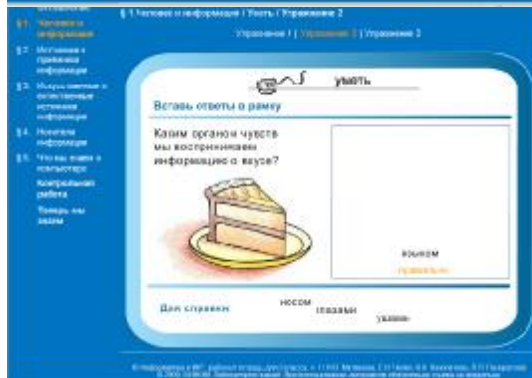 § 1 Человек и информация / Уметь / Упражнение 2
Упражнение 1 | Упражнение 2 | Упражнение 3
§ 1. Человек и
информация
§ 2. Источники и
приёмники
информации
§ 3. Искусственные и
естественные
источники
информации
§ 4. Носители
информации
§ 5. Что мы знаем о
компьютере
Контрольная
работа
Теперь мы
знаем
уметь
Вставь ответы в рамку
Каким органом чувств
мы воспринимаем
информацию о вкусе?
языком
правильно
Для справки
носом
глазами
ушами